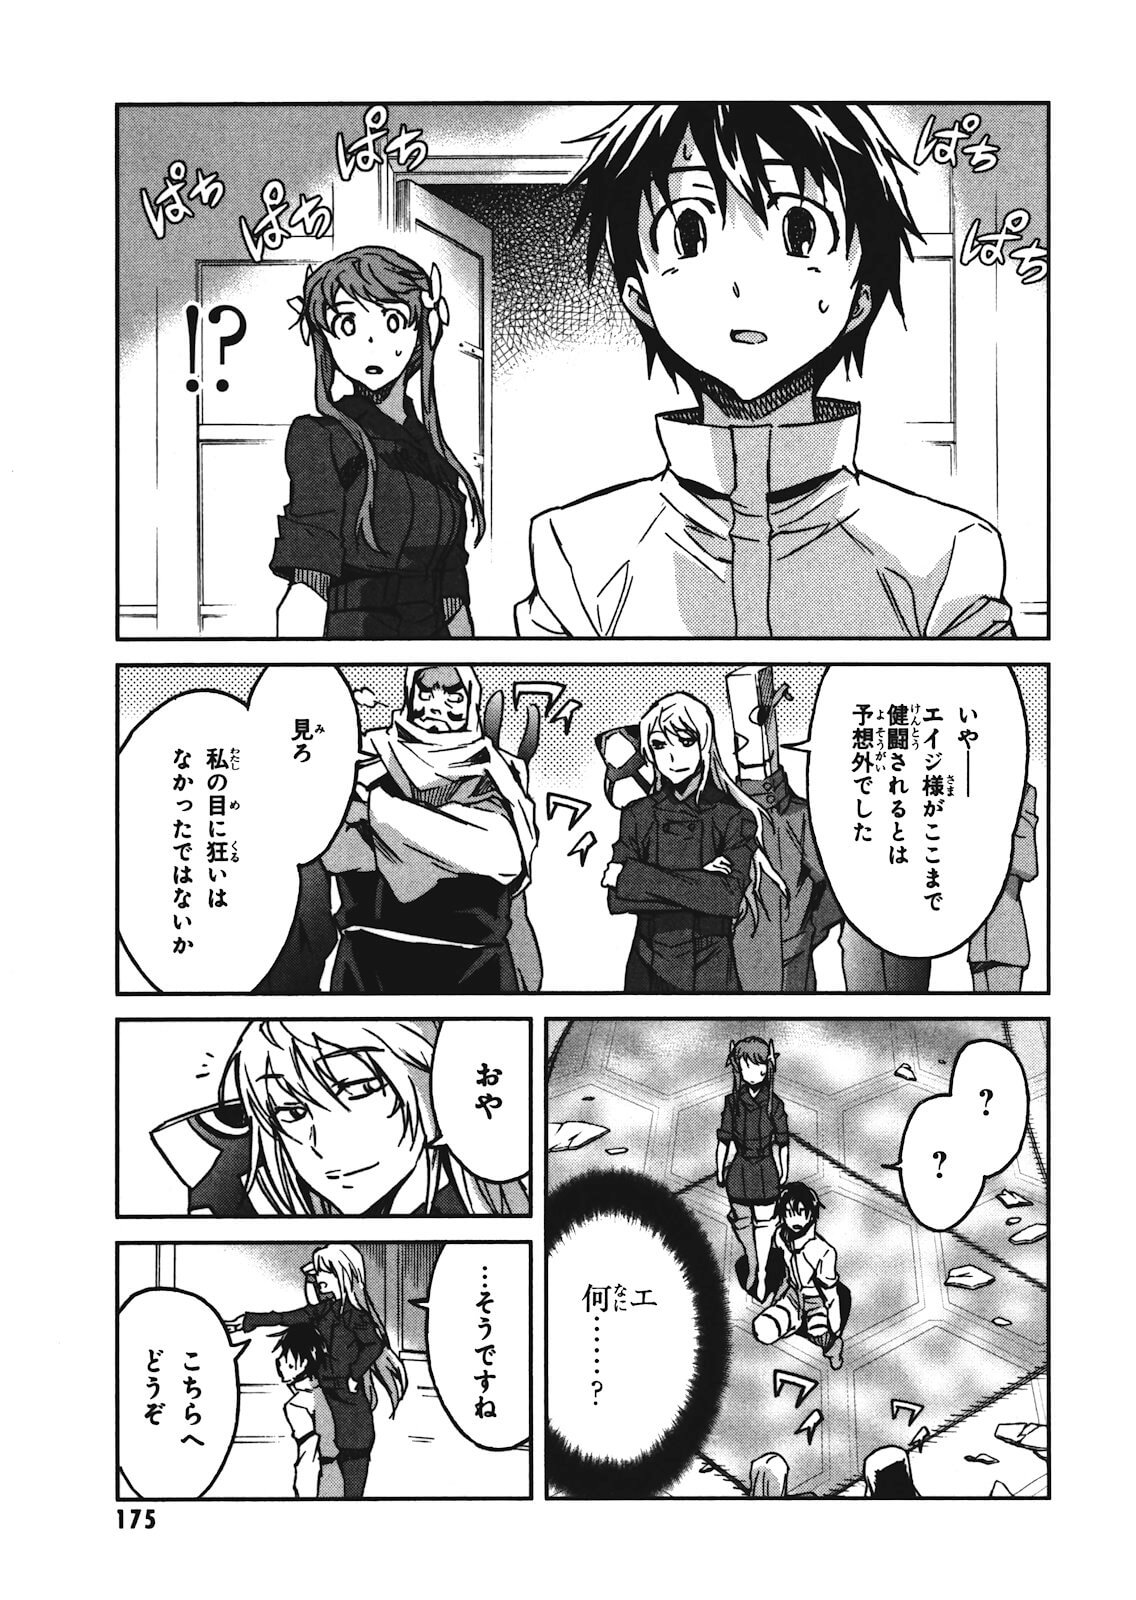 ぱち
ぱち
ぱち
ぱち
ぱち
!?
いや――
エイジ様がここまで
健闘されるとは
予想外でした
ワァ
ワァ
見ろ
私の目に狂いは
なかったではないか
?
?
エ
何………?
ワァ
ワァ
おや
…そうですね
こちらへ
どうぞ
175